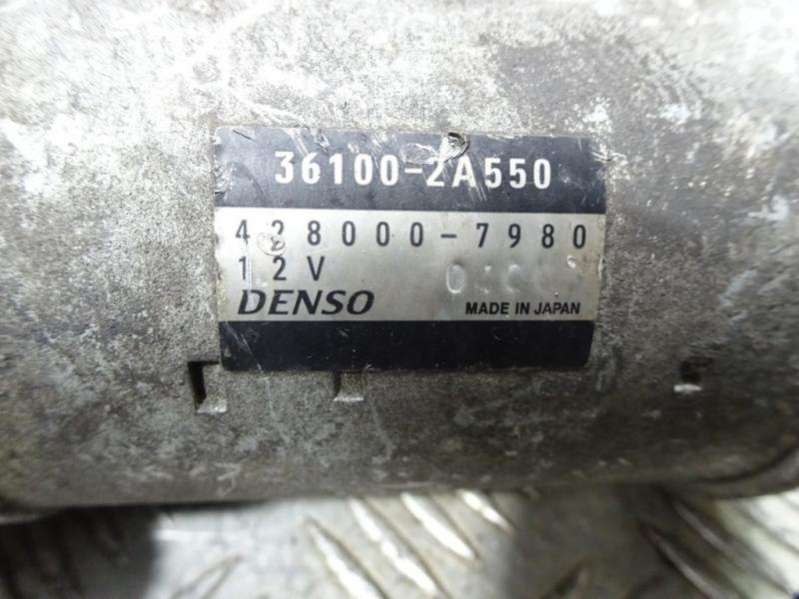 36100-2A550
428000-7980
12V
DENSO
MADE IN JAPAN